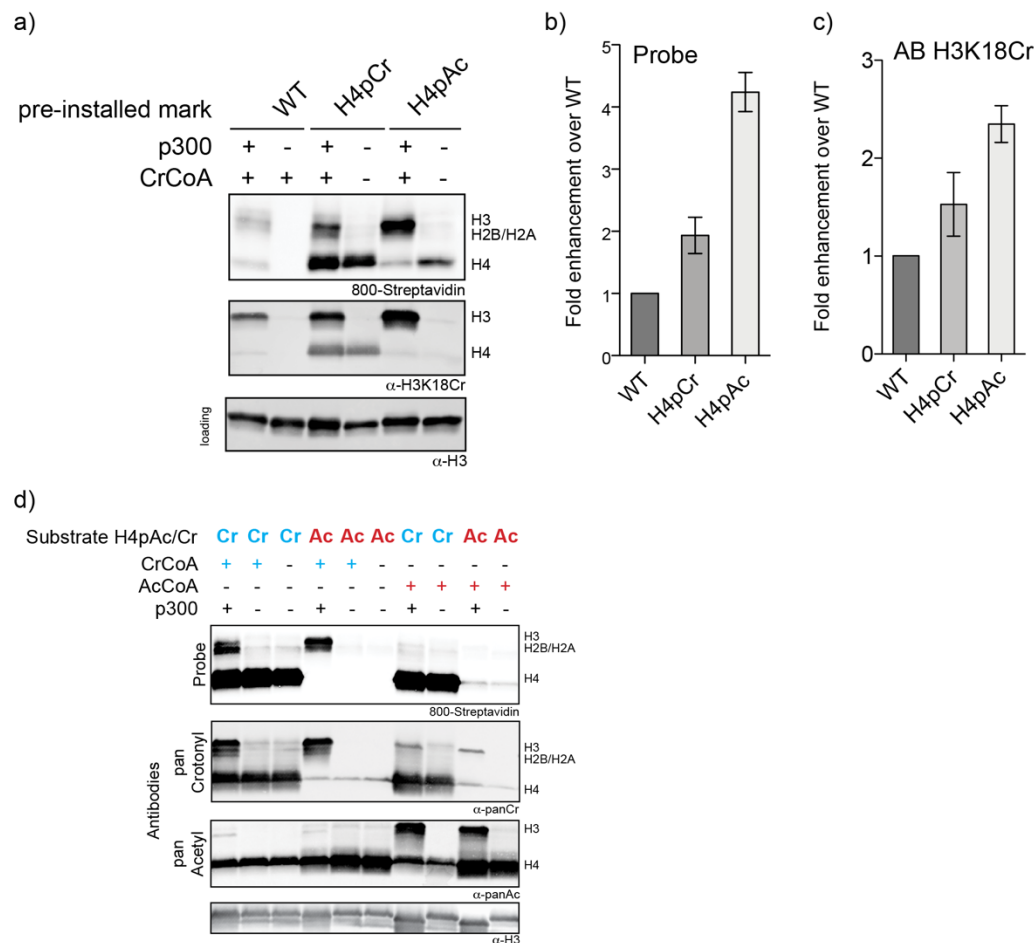 a)
pre-installed mark WT H4pCr H4pAc
p300 + - + - + -
CrCoA + + + - + -
H3
H2B/H2A
H4
800-Streptavidin
H3
H4
α-H3K18Cr
loading
α-H3
b)
Probe
Fold enhancement over WT
5
4
3
2
1
0
WT H4pCr H4pAc
c)
AB H3K18Cr
Fold enhancement over WT
3
2
1
0
WT H4pCr H4pAc
d)
Substrate H4pAc/Cr Cr Cr Cr Ac Ac Ac Cr Cr Ac Ac
CrCoA + + - + + - - - - -
AcCoA - - - - - - + + + +
p300 + - - + - - + - + -
Probe
H3
H2B/H2A
H4
800-Streptavidin
Antibodies
pan
Crotonyl
H3
H2B/H2A
H4
α-panCr
pan
Acetyl
H3
H4
α-panAc
α-H3